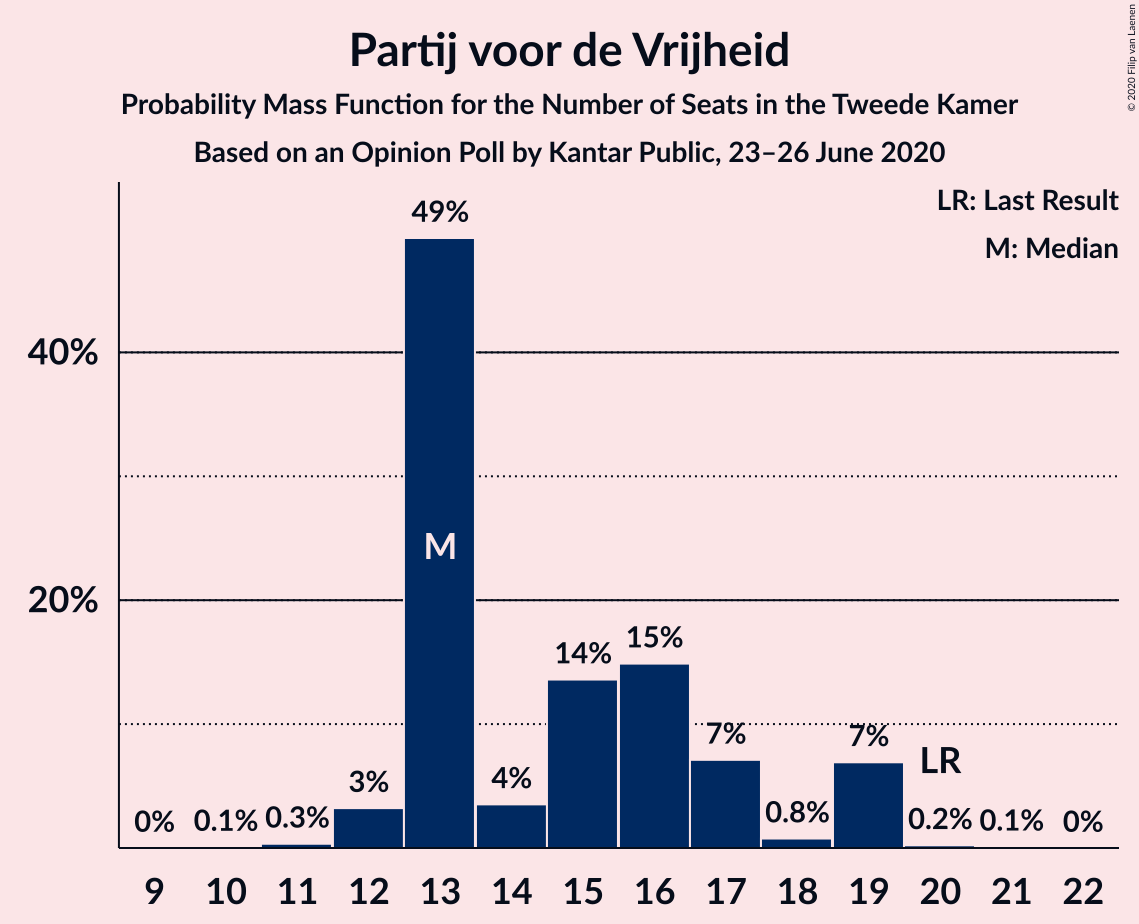 Partij voor de Vrijheid
Probability Mass Function for the Number of Seats in the Tweede Kamer
Based on an Opinion Poll by Kantar Public, 23–26 June 2020
© 2020 Filip van Laenen
LR: Last Result
M: Median
40%
20%
0%
0.1%
0.3%
3%
49%
M
4%
14%
15%
7%
0.8%
7%
LR
0.2%
0.1%
0%
9 10 11 12 13 14 15 16 17 18 19 20 21 22